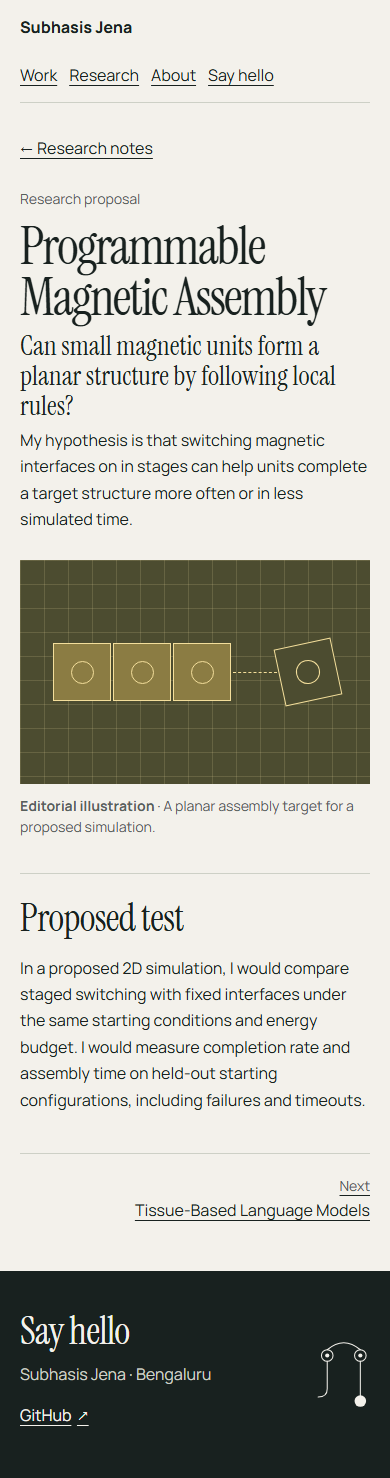 Subhasis Jena
Work Research About Say hello
← Research notes
Research proposal
Programmable
Magnetic Assembly
Can small magnetic units form a
planar structure by following local
rules?
My hypothesis is that switching magnetic
interfaces on in stages can help units complete
a target structure more often or in less
simulated time.
Editorial illustration · A planar assembly target for a
proposed simulation.
Proposed test
In a proposed 2D simulation, I would compare
staged switching with fixed interfaces under
the same starting conditions and energy
budget. I would measure completion rate and
assembly time on held-out starting
configurations, including failures and timeouts.
Next
Tissue-Based Language Models
Say hello
Subhasis Jena · Bengaluru
GitHub ↗